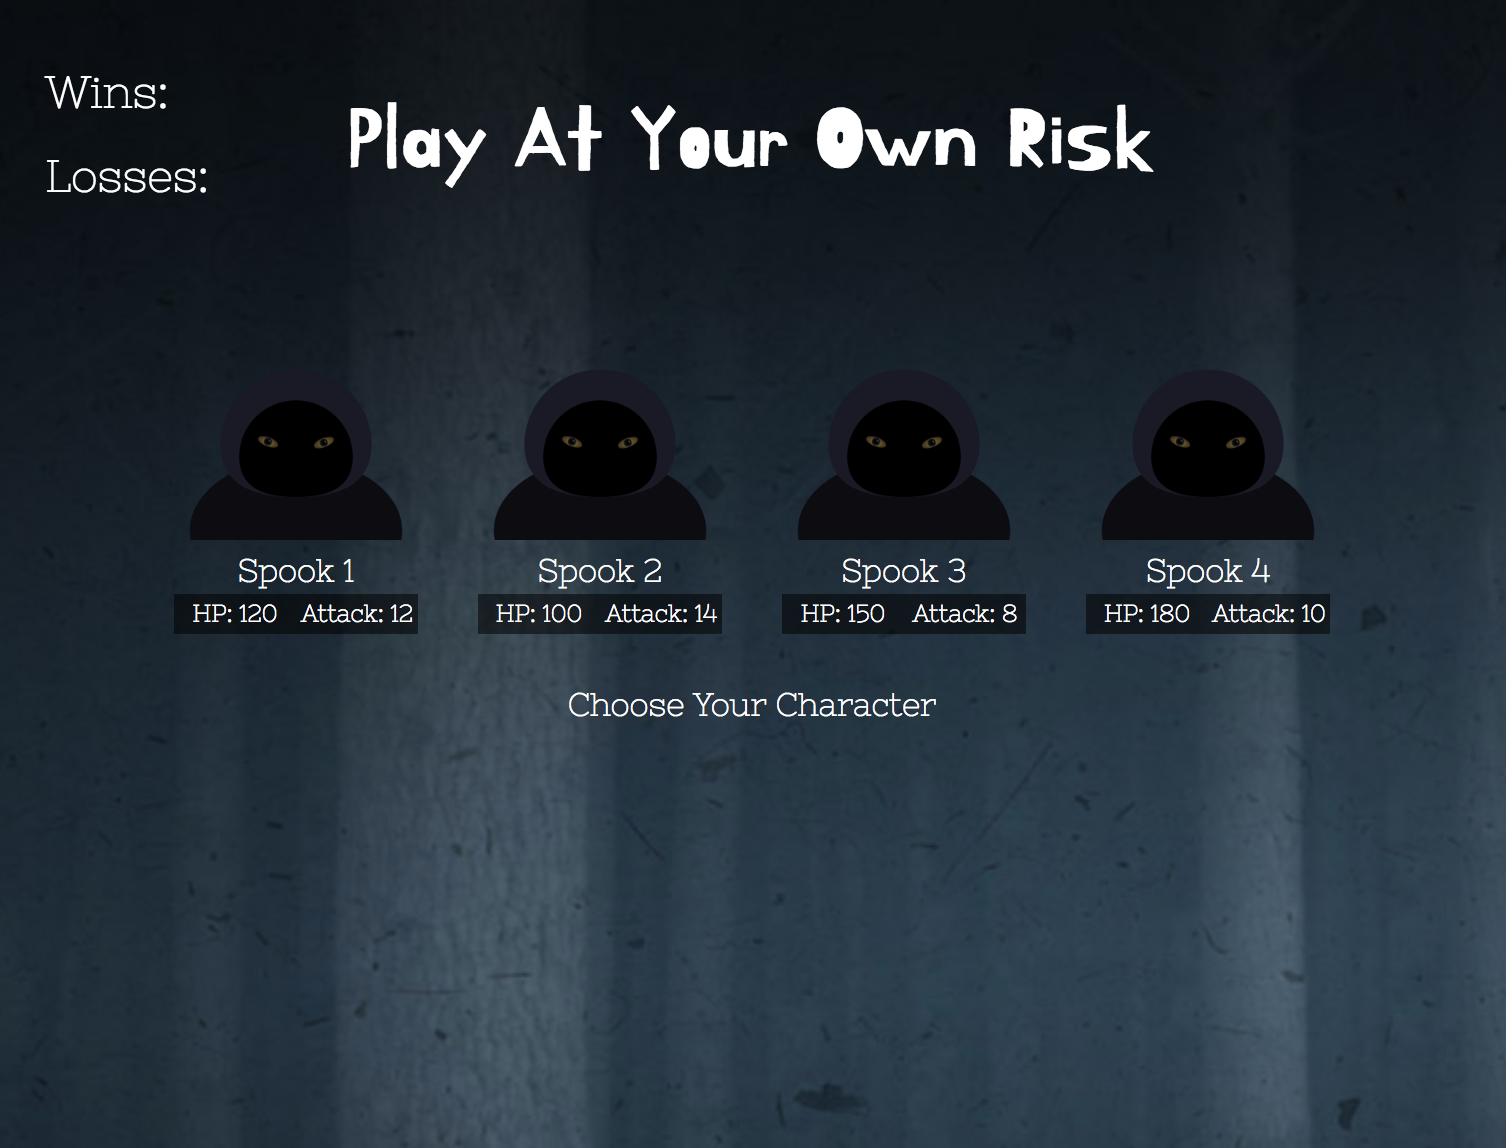 Wins:
Losses:
Play At Your Own Risk
Spook 1
HP: 120 Attack: 12
Spook 2
HP: 100 Attack: 14
Spook 3
HP: 150 Attack: 8
Spook 4
HP: 180 Attack: 10
Choose Your Character